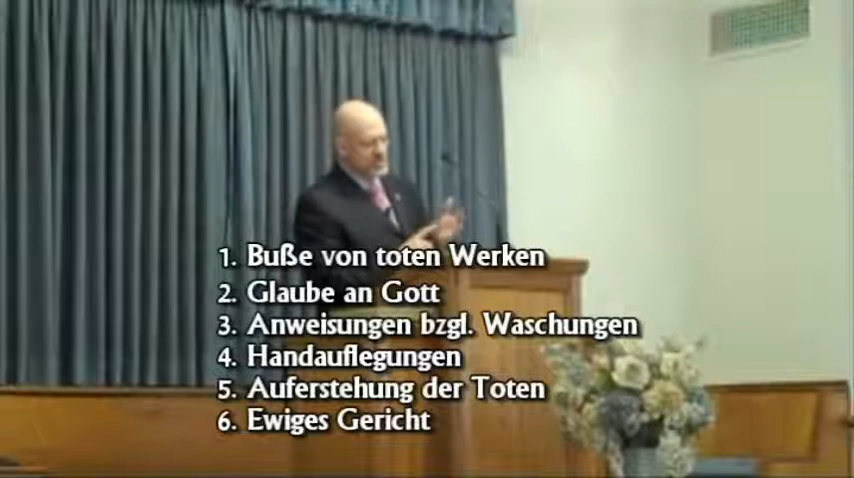 1. Buße von toten Werken
2. Glaube an Gott
3. Anweisungen bzgl. Waschungen
4. Handauflegungen
5. Auferstehung der Toten
6. Ewiges Gericht